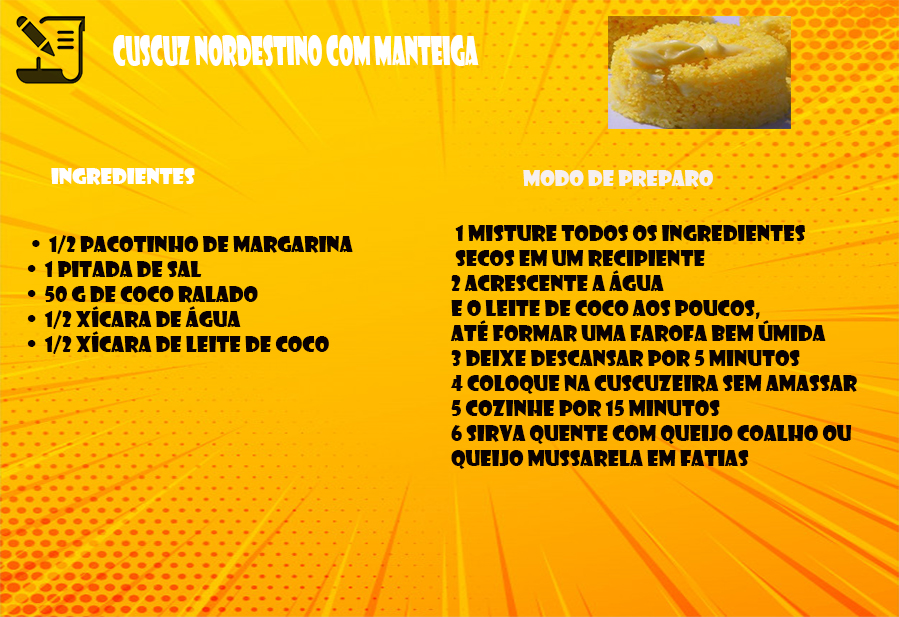 CUSCUZ NORDESTINO COM MANTEIGA
INGREDIENTES
• 1/2 PACOTINHO DE MARGARINA
• 1 PITADA DE SAL
• 50 G DE COCO RALADO
• 1/2 XÍCARA DE ÁGUA
• 1/2 XÍCARA DE LEITE DE COCO
MODO DE PREPARO
1 MISTURE TODOS OS INGREDIENTES
SECOS EM UM RECIPIENTE
2 ACRESCENTE A ÁGUA
E O LEITE DE COCO AOS POUCOS,
ATÉ FORMAR UMA FAROFA BEM ÚMIDA
3 DEIXE DESCANSAR POR 5 MINUTOS
4 COLOQUE NA CUSCUZEIRA SEM AMASSAR
5 COZINHE POR 15 MINUTOS
6 SIRVA QUENTE COM QUEIJO COALHO OU
QUEIJO MUSSARELA EM FATIAS